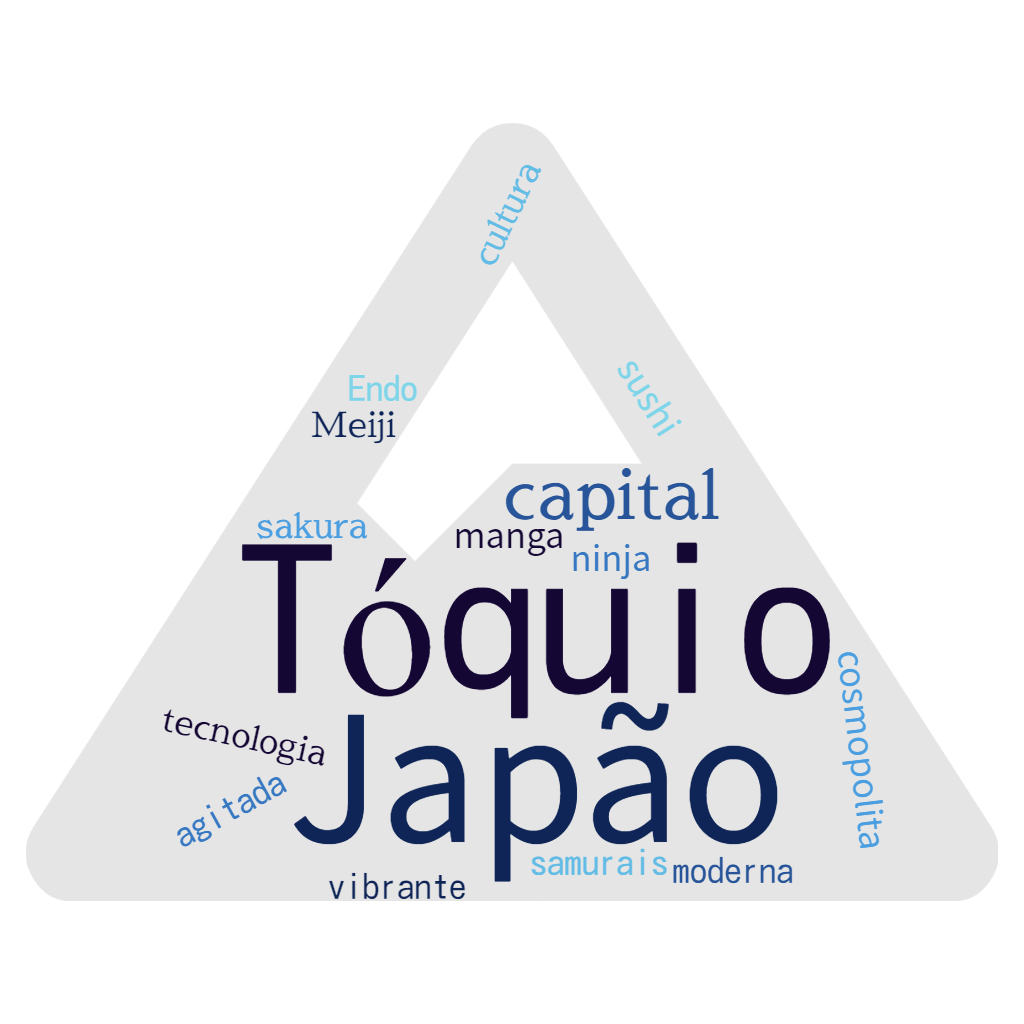 cultura
sushi
Endo
Meiji
capital
sakura
manga
ninja
Tóquio
cosmopolita
tecnologia
Japão
agitada
samurais
moderna
vibrante